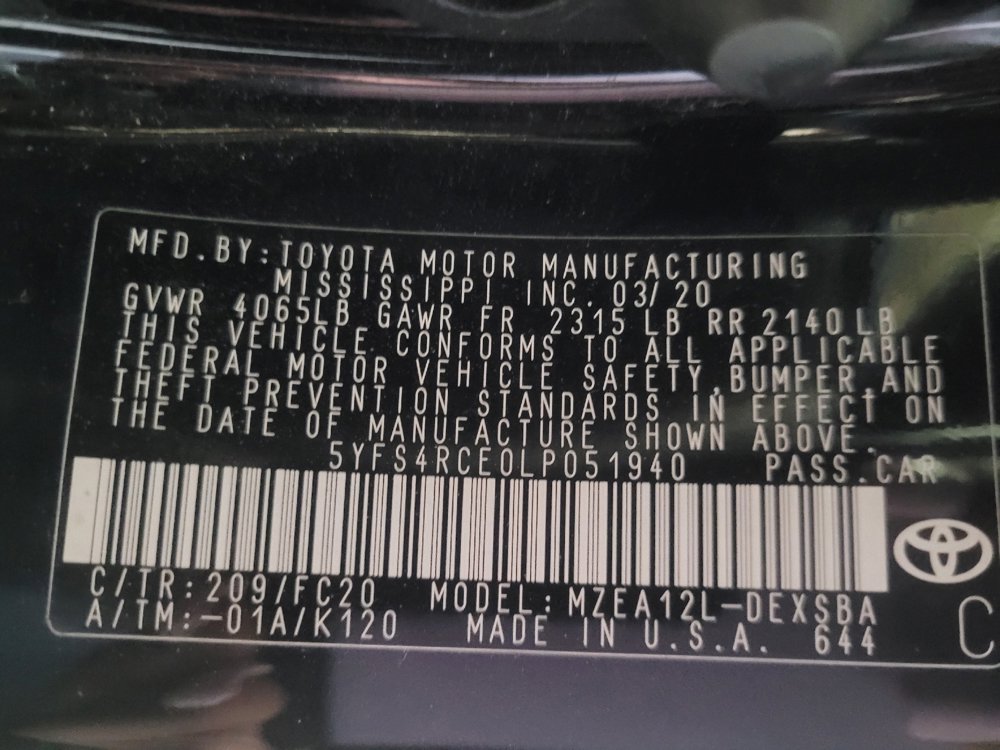 MFD.BY:TOYOTA MOTOR MANUFACTURING
MISSISSIPPI INC. 03/20
GVWR 4065LB GAWR FR 2315 LB RR 2140LB
THIS VEHICLE CONFORMS TO ALL APPLICABLE
FEDERAL MOTOR VEHICLE SAFETY,BUMPER,AND
THEFT PREVENTION STANDARDS IN EFFECT ON
THE DATE OF MANUFACTURE SHOWN ABOVE.
5YFS4RCE0LP051940 PASS.CAR
C/TR:209/FC20 MODEL:MZEA12L-DEXSBA
A/TM:-01A/K120 MADE IN U.S.A. 644
C